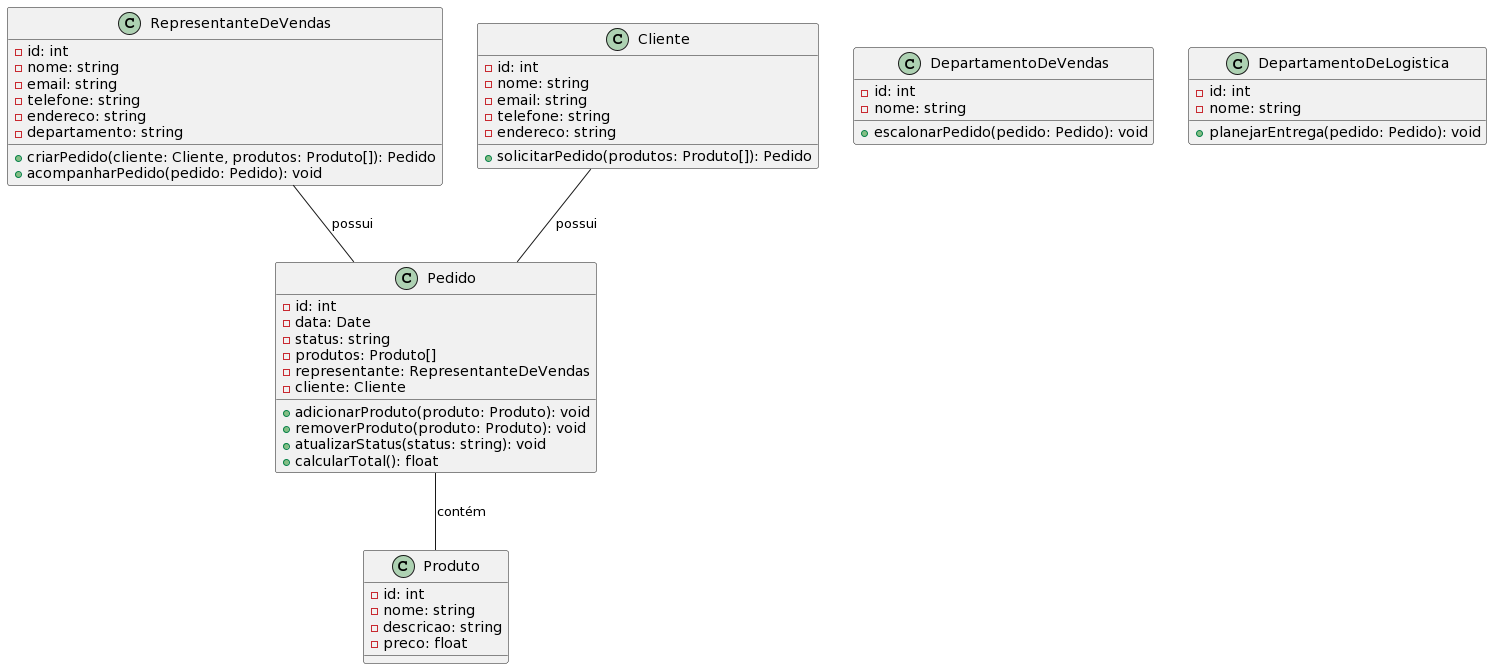 RepresentanteDeVendas
id: int
nome: string
email: string
telefone: string
endereco: string
departamento: string
criarPedido(cliente: Cliente, produtos: Produto[]): Pedido
acompanharPedido(pedido: Pedido): void
Cliente
id: int
nome: string
email: string
telefone: string
endereco: string
solicitarPedido(produtos: Produto[]): Pedido
DepartamentoDeVendas
id: int
nome: string
escalonarPedido(pedido: Pedido): void
DepartamentoDeLogistica
id: int
nome: string
planejarEntrega(pedido: Pedido): void
possui
possui
Pedido
id: int
data: Date
status: string
produtos: Produto[]
representante: RepresentanteDeVendas
cliente: Cliente
adicionarProduto(produto: Produto): void
removerProduto(produto: Produto): void
atualizarStatus(status: string): void
calcularTotal(): float
contém
Produto
id: int
nome: string
descricao: string
preco: float